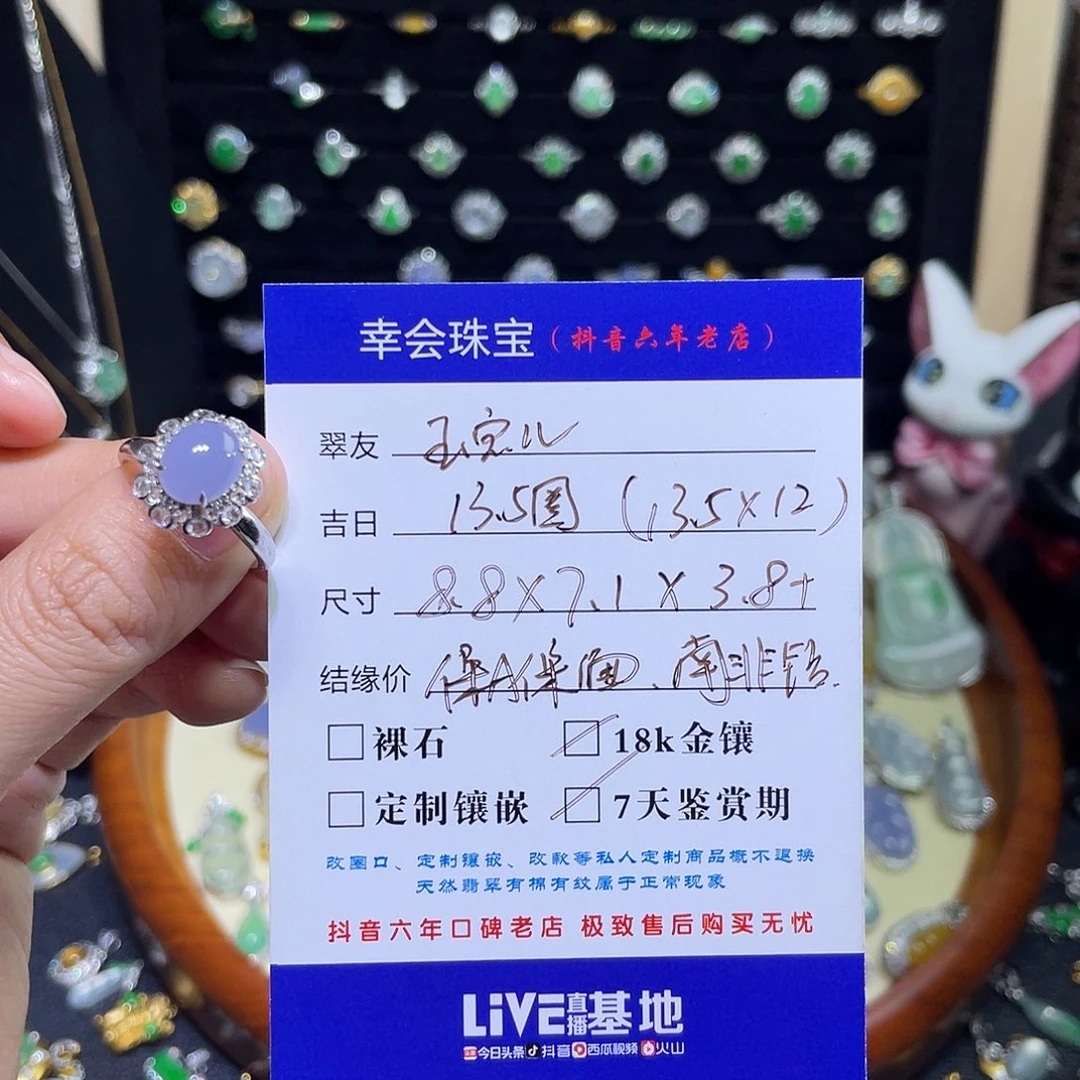 幸会珠宝（抖音六年老店）
翠友 玉宝儿
吉日 13.5圈（13.5×12）
尺寸 8.8×7.1×3.8+
结缘价 保A保国、南非钻.
裸石 18k金镶
定制镶嵌 7天鉴赏期
改圈口、定制镶嵌、改款等私人定制商品概不退换
天然翡翠有棉有纹属于正常现象
抖音六年口碑老店 极致售后购买无忧
LiVE直播基地
今日头条 抖音 西瓜视频 火山